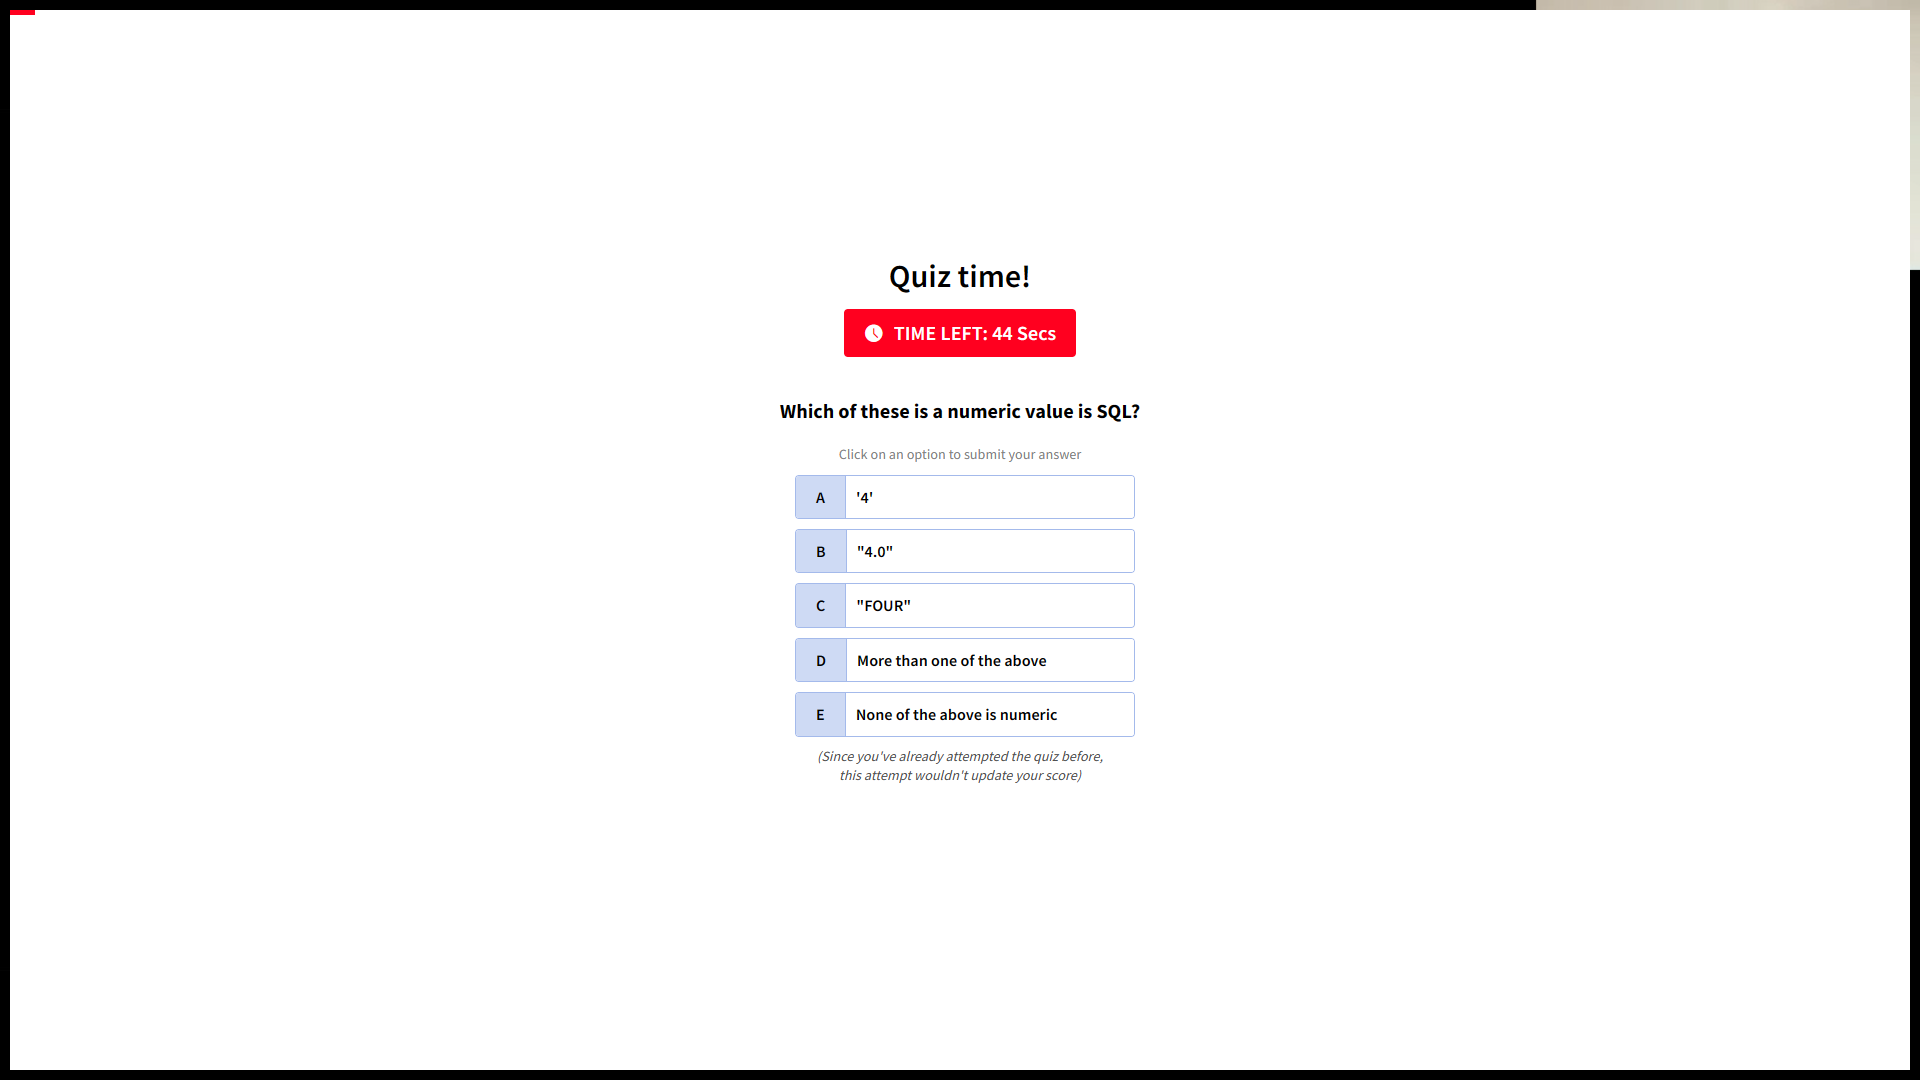 Quiz time!
TIME LEFT: 44 Secs
Which of these is a numeric value is SQL?
Click on an option to submit your answer
A '4'
B "4.0"
C "FOUR"
D More than one of the above
E None of the above is numeric
(Since you've already attempted the quiz before,
this attempt wouldn't update your score)